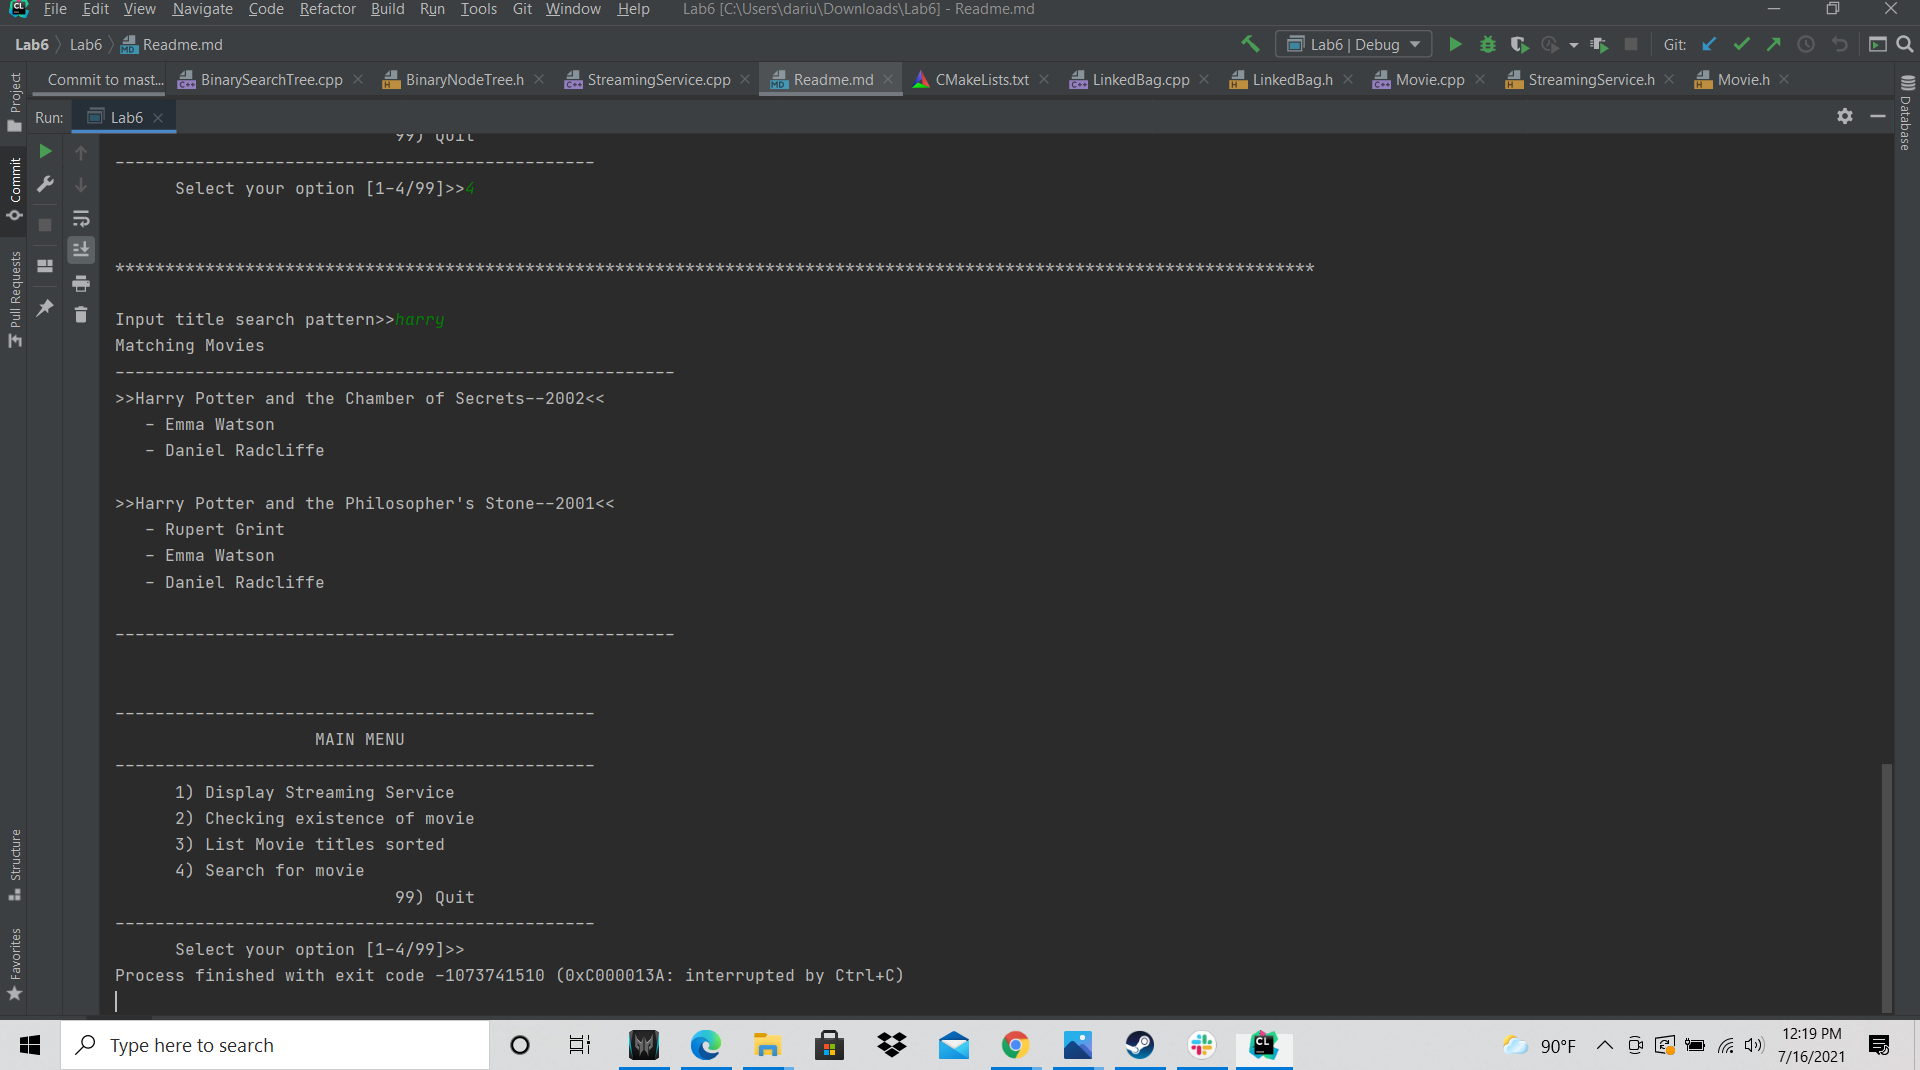 File Edit View Navigate Code Refactor Build Run Tools Git Window Help Lab6 [C:\Users\dariu\Downloads\Lab6] - Readme.md
Lab6 Lab6 Readme.md Lab6 | Debug Git:
Commit to mast... BinarySearchTree.cpp BinaryNodeTree.h StreamingService.cpp Readme.md CMakeLists.txt LinkedBag.cpp LinkedBag.h Movie.cpp StreamingService.h Movie.h
Run: Lab6
Project
Commit
Pull Requests
Structure
Favorites
Database
99) Quit
------------------------------------------------
Select your option [1-4/99]>>4
************************************************************************************************************************
Input title search pattern>>harry
Matching Movies
--------------------------------------------------------
>>Harry Potter and the Chamber of Secrets--2002<<
- Emma Watson
- Daniel Radcliffe
>>Harry Potter and the Philosopher's Stone--2001<<
- Rupert Grint
- Emma Watson
- Daniel Radcliffe
--------------------------------------------------------
------------------------------------------------
MAIN MENU
------------------------------------------------
1) Display Streaming Service
2) Checking existence of movie
3) List Movie titles sorted
4) Search for movie
99) Quit
------------------------------------------------
Select your option [1-4/99]>>
Process finished with exit code -1073741510 (0xC000013A: interrupted by Ctrl+C)
Type here to search
CL
90°F
12:19 PM
7/16/2021